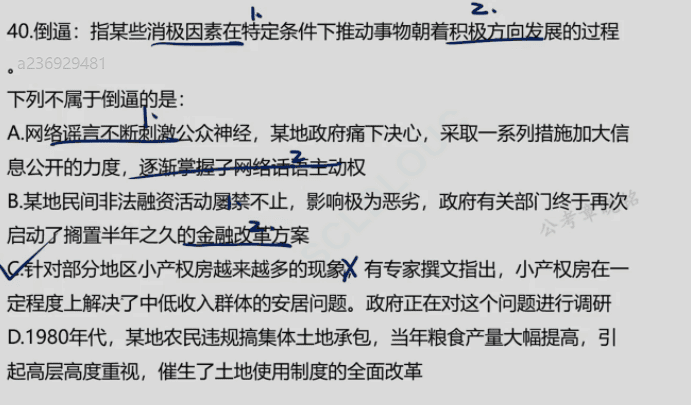 1. 2.
40.倒逼：指某些消极因素在特定条件下推动事物朝着积极方向发展的过程
。
a236929481
下列不属于倒逼的是：
1.
A.网络谣言不断刺激公众神经，某地政府痛下决心，采取一系列措施加大信
2
息公开的力度，逐渐掌握了网络话语主动权
B.某地民间非法融资活动屡禁不止，影响极为恶劣，政府有关部门终于再次
1. 2.
启动了搁置半年之久的金融改革方案
C.针对部分地区小产权房越来越多的现象，有专家撰文指出，小产权房在一
定程度上解决了中低收入群体的安居问题。政府正在对这个问题进行调研
D.1980年代，某地农民违规搞集体土地承包，当年粮食产量大幅提高，引
起高层高度重视，催生了土地使用制度的全面改革